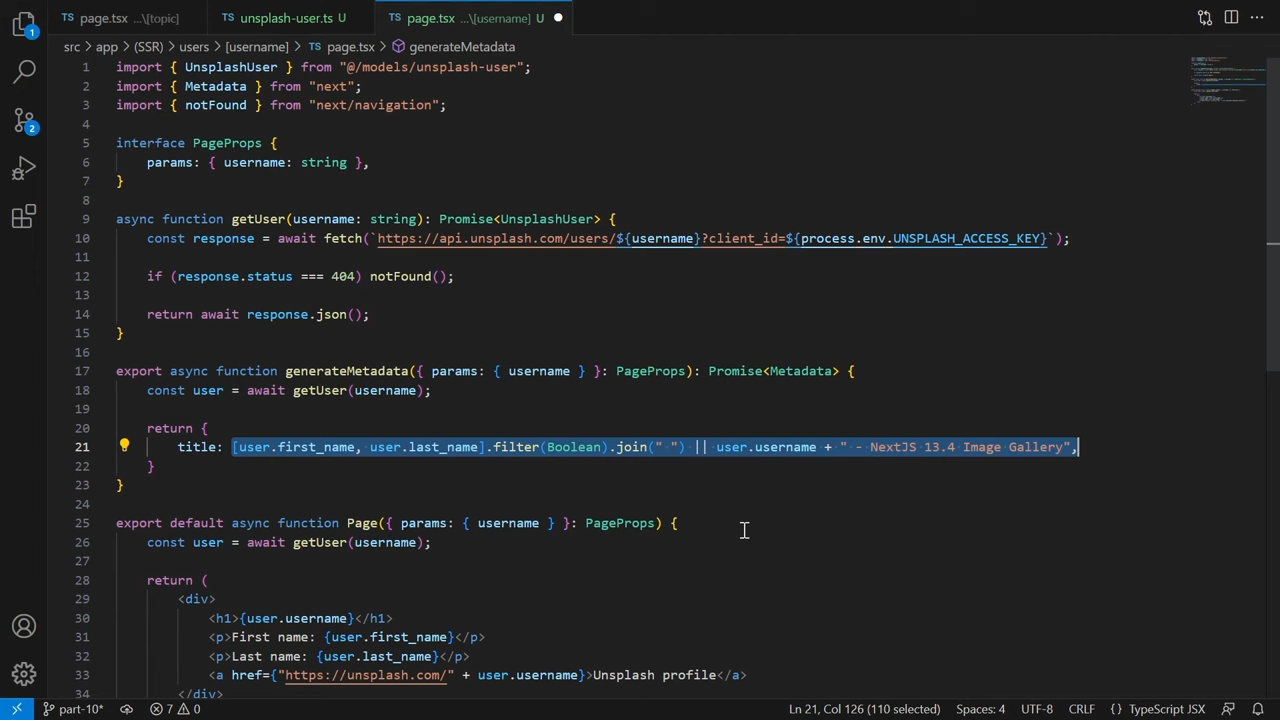 page.tsx ...\[topic]
unsplash-user.ts U
page.tsx ...\[username] U
src > app > (SSR) > users > [username] > page.tsx > generateMetadata
1 import { UnsplashUser } from "@/models/unsplash-user";
2 import { Metadata } from "next";
3 import { notFound } from "next/navigation";
4
5 interface PageProps {
6 params: { username: string },
7 }
8
9 async function getUser(username: string): Promise<UnsplashUser> {
10 const response = await fetch(`https://api.unsplash.com/users/${username}?client_id=${process.env.UNSPLASH_ACCESS_KEY}`);
11
12 if (response.status === 404) notFound();
13
14 return await response.json();
15 }
16
17 export async function generateMetadata({ params: { username } }: PageProps): Promise<Metadata> {
18 const user = await getUser(username);
19
20 return {
21 title: [user.first_name, user.last_name].filter(Boolean).join(" ") || user.username + " - NextJS 13.4 Image Gallery",
22 }
23 }
24
25 export default async function Page({ params: { username } }: PageProps) {
26 const user = await getUser(username);
27
28 return (
29 <div>
30 <h1>{user.username}</h1>
31 <p>First name: {user.first_name}</p>
32 <p>Last name: {user.last_name}</p>
33 <a href={"https://unsplash.com/" + user.username}>Unsplash profile</a>
34 </div>
1
2
part-10* 7 0 Ln 21, Col 126 (110 selected) Spaces: 4 UTF-8 CRLF {} TypeScript JSX